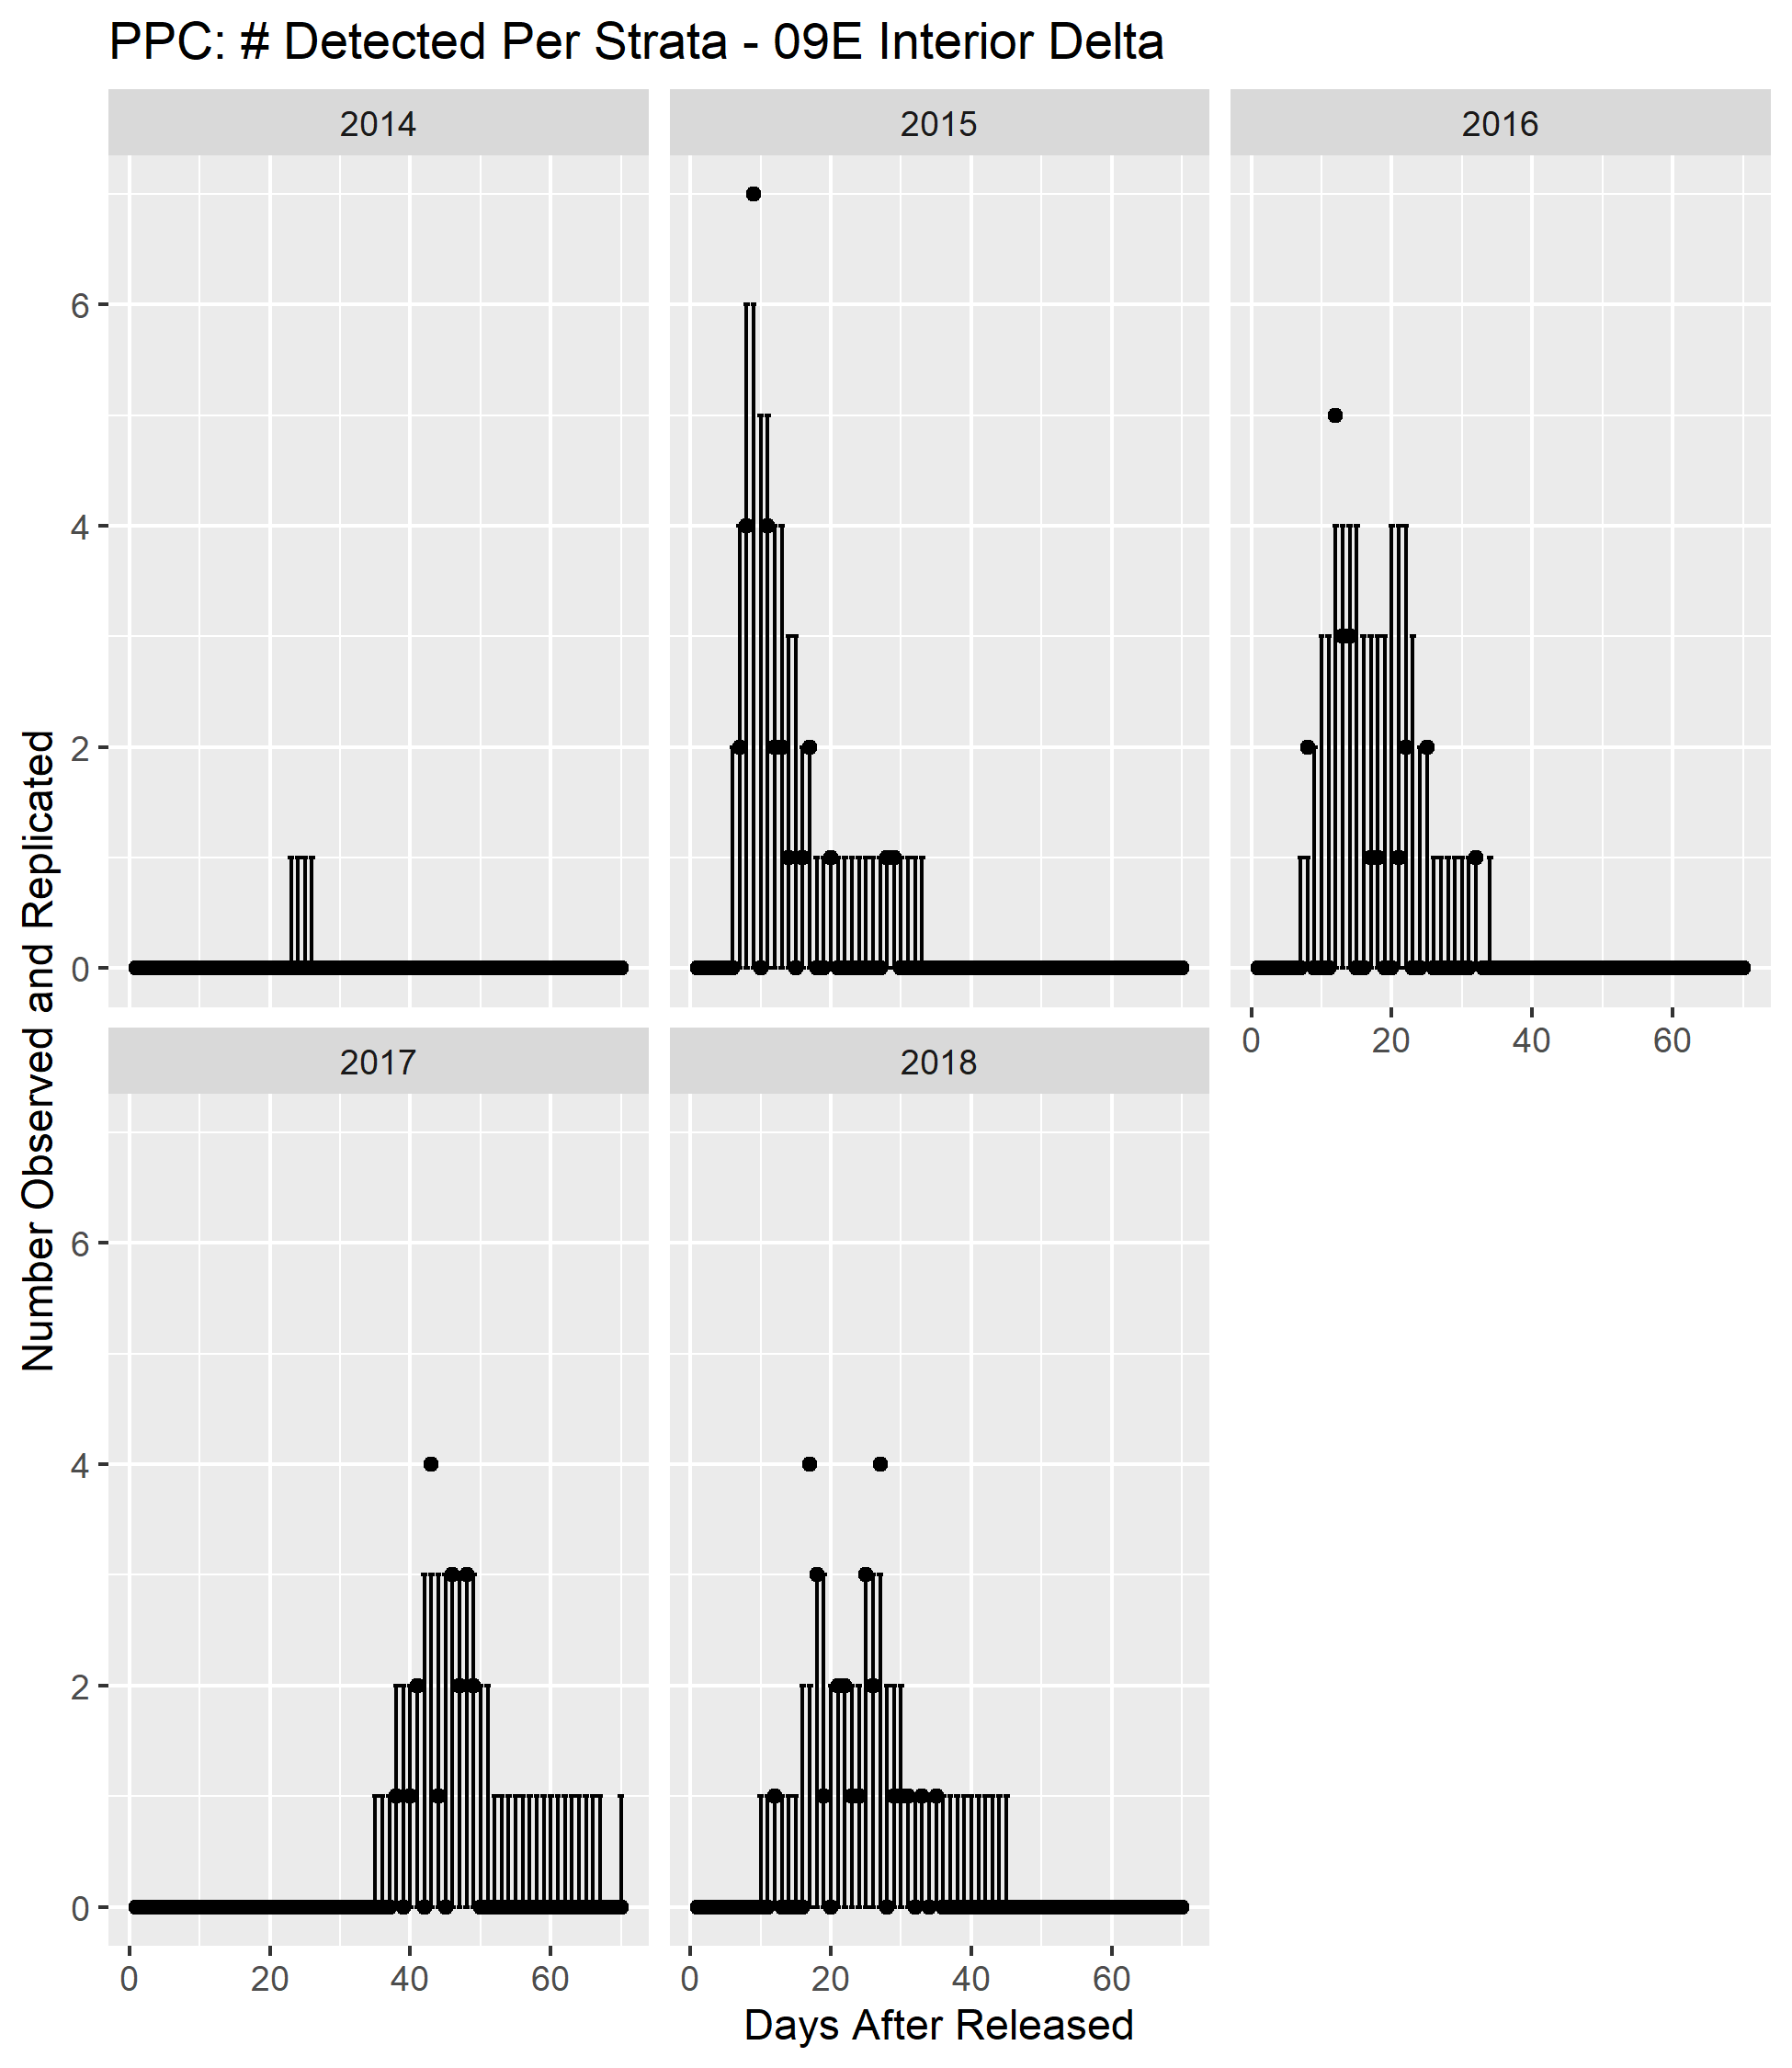 PPC: # Detected Per Strata - 09E Interior Delta
2014
2015
2016
6
4
2
0
0 20 40 60
Number Observed and Replicated
2017
2018
6
4
2
0
0 20 40 60
0 20 40 60
Days After Released